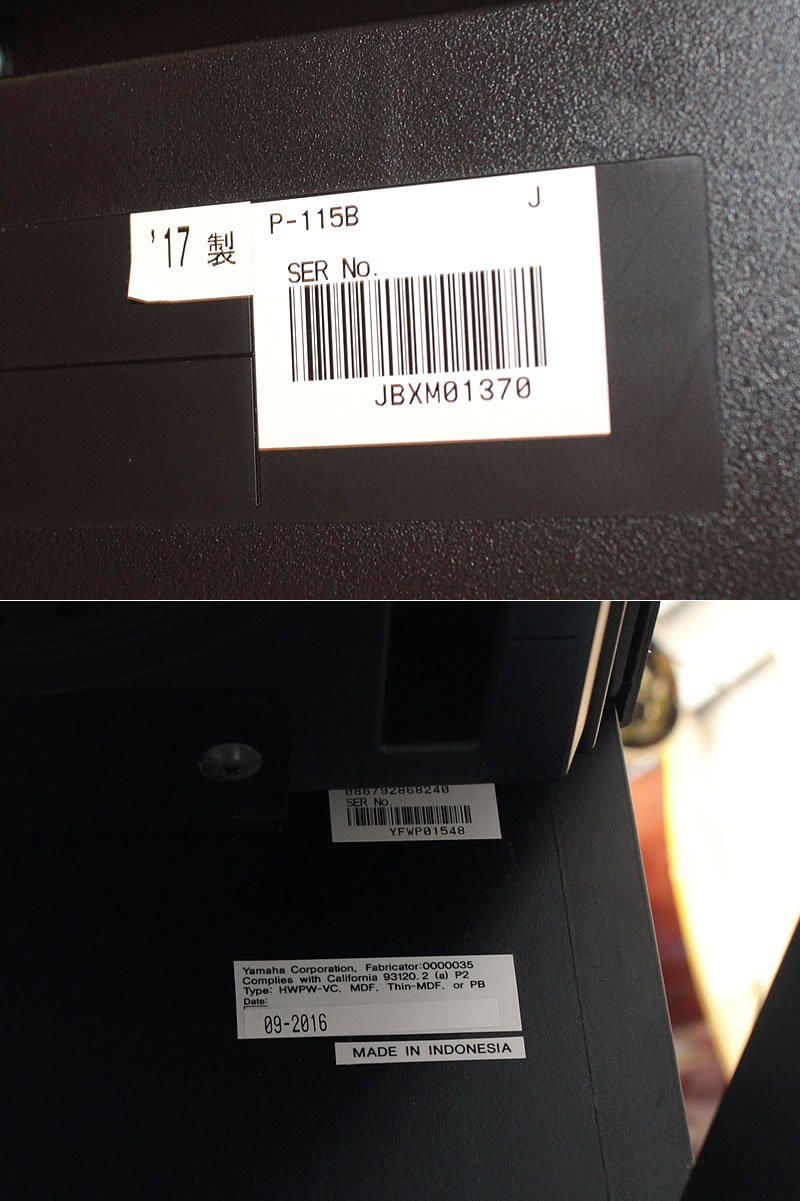 '17 製
P-115B J
SER No.
JBXM01370
086792868240
SER No.
YFWP01548
Yamaha Corporation, Fabricator:0000035
Complies with California 93120.2 (a) P2
Type: HWPW-VC, MDF, Thin-MDF, or PB
Date:
09-2016
MADE IN INDONESIA